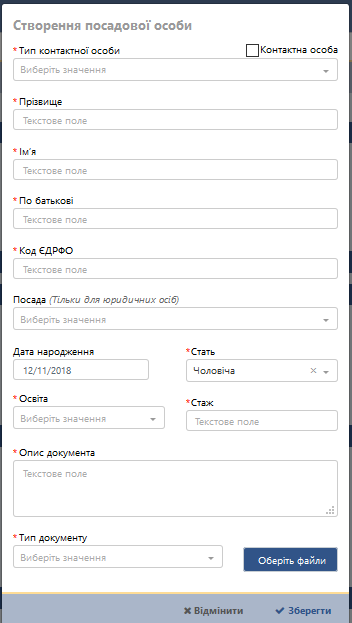 Створення посадової особи
* Тип контактної особи Контактна особа
Виберіть значення
* Прізвище
Текстове поле
* Ім'я
Текстове поле
* По батькові
Текстове поле
* Код ЄДРФО
Текстове поле
Посада (Тільки для юридичних осіб)
Виберіть значення
Дата народження * Стать
12/11/2018 Чоловіча ×
* Освіта * Стаж
Виберіть значення Текстове поле
* Опис документа
Текстове поле
* Тип документу
Виберіть значення Оберіть файли
✖ Відмінити ✔ Зберегти